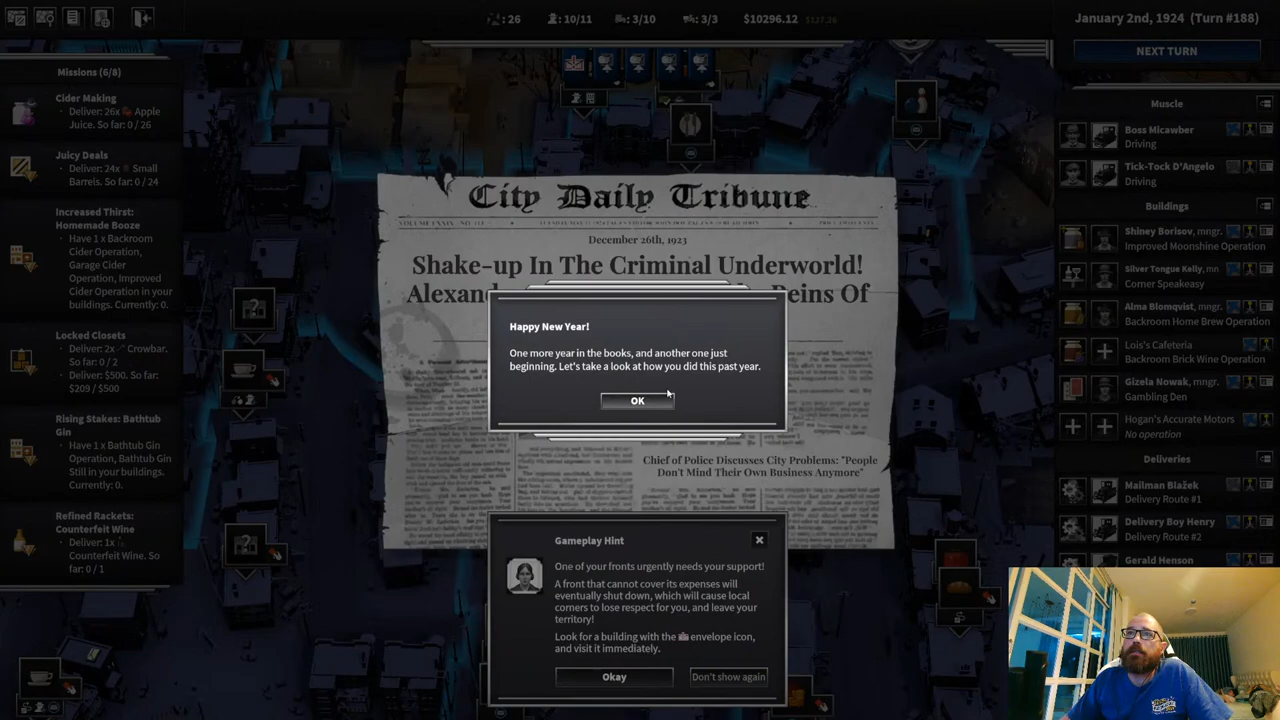 : 26
: 10/11
: 3/10
: 3/3
$10296.12
$127.26
January 2nd, 1924 (Turn #188)
NEXT TURN
Missions (6/8)
Cider Making
· Deliver: 26x Apple
Juice. So far: 0 / 26
Juicy Deals
· Deliver: 24x Small
Barrels. So far: 0 / 24
Increased Thirst:
Homemade Booze
· Have 1 x Backroom
Cider Operation,
Garage Cider
Operation, Improved
Cider Operation in your
buildings. Currently: 0.
Locked Closets
· Deliver: 2x Crowbar.
So far: 0 / 2
· Deliver: $500. So far:
$209 / $500
Rising Stakes: Bathtub
Gin
· Have 1 x Bathtub Gin
Operation, Bathtub Gin
Still in your buildings.
Currently: 0.
Refined Rackets:
Counterfeit Wine
· Deliver: 1x
Counterfeit Wine. So
far: 0 / 1
City Daily Tribune
December 26th, 1923
Shake-up In The Criminal Underworld!
Alexand
Reins Of
Happy New Year!
One more year in the books, and another one just
beginning. Let's take a look at how you did this past year.
OK
Chief of Police Discusses City Problems: "People
Don't Mind Their Own Business Anymore"
Gameplay Hint
One of your fronts urgently needs your support!
A front that cannot cover its expenses will
eventually shut down, which will cause local
corners to lose respect for you, and leave your
territory!
Look for a building with the envelope icon,
and visit it immediately.
Okay
Don't show again
Muscle
Boss Micawber
Driving
Tick-Tock D'Angelo
Driving
Buildings
Shiney Borisov, mngr.
Improved Moonshine Operation
Silver Tongue Kelly, mn
Corner Speakeasy
Alma Blomqvist, mngr.
Backroom Home Brew Operation
Lois's Cafeteria
Backroom Brick Wine Operation
Gizela Nowak, mngr.
Gambling Den
Hogan's Accurate Motors
No operation
Deliveries
Mailman Blažek
Delivery Route #1
Delivery Boy Henry
Delivery Route #2
Gerald Henson